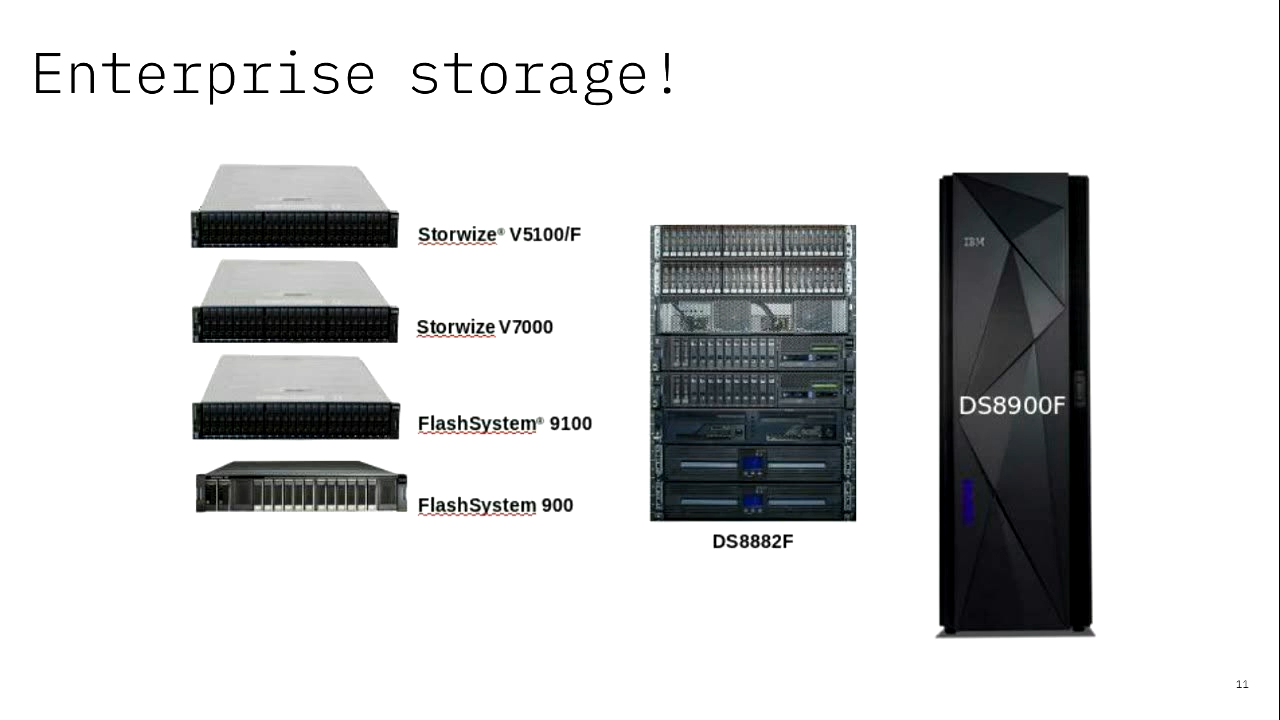 Enterprise storage!
Storwize® V5100/F
Storwize V7000
FlashSystem® 9100
FlashSystem 900
DS8882F
IBM
DS8900F
11